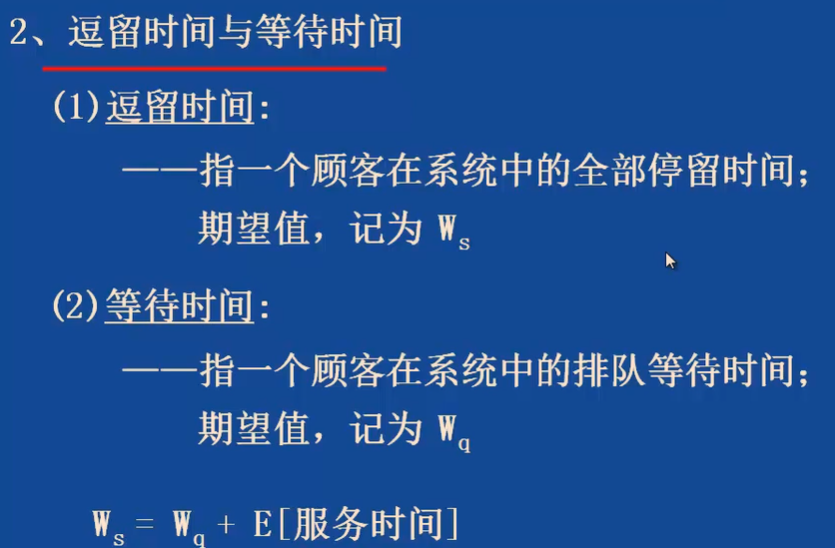 2、逗留时间与等待时间
(1)逗留时间:
——指一个顾客在系统中的全部停留时间;
期望值，记为 Ws
(2)等待时间:
——指一个顾客在系统中的排队等待时间;
期望值，记为 Wq
Ws = Wq + E[服务时间]